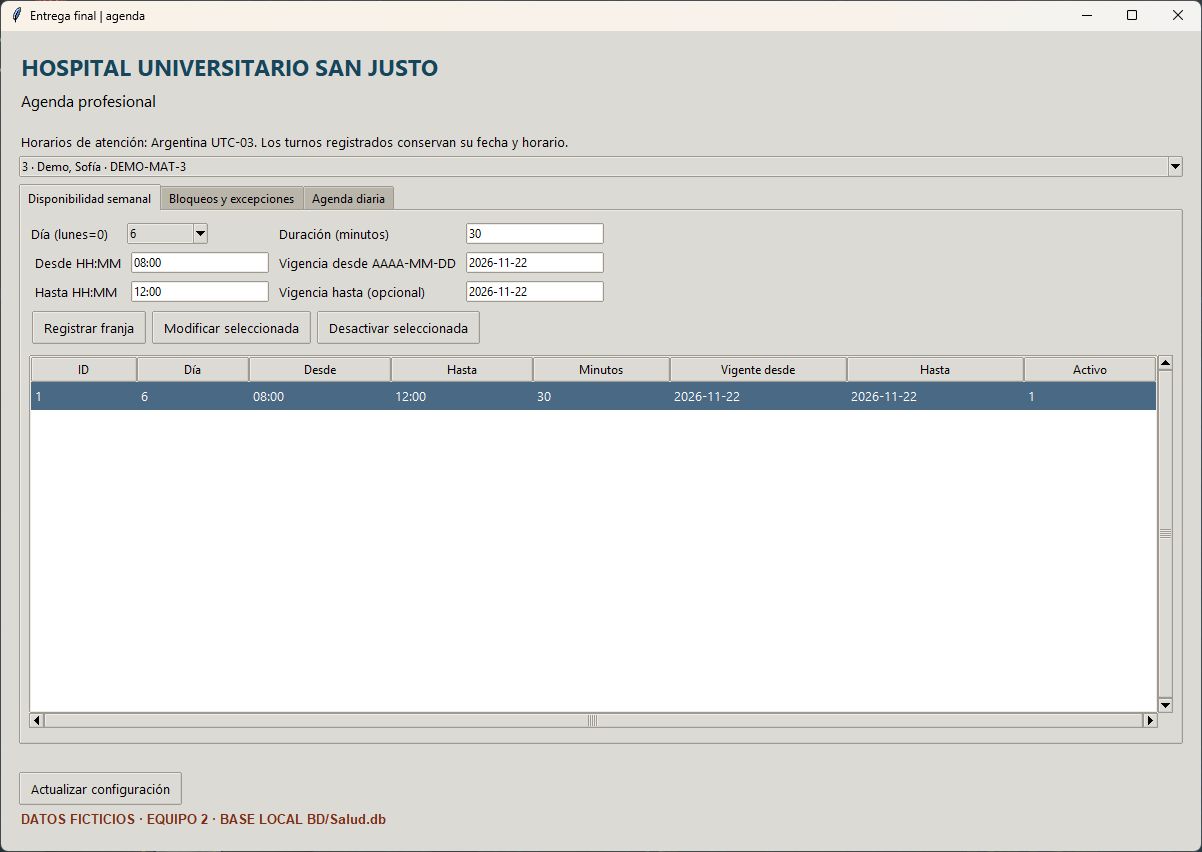 Entrega final | agenda
HOSPITAL UNIVERSITARIO SAN JUSTO
Agenda profesional
Horarios de atención: Argentina UTC-03. Los turnos registrados conservan su fecha y horario.
3 · Demo, Sofía · DEMO-MAT-3
Disponibilidad semanal Bloqueos y excepciones Agenda diaria
Día (lunes=0) 6 Duración (minutos) 30
Desde HH:MM 08:00 Vigencia desde AAAA-MM-DD 2026-11-22
Hasta HH:MM 12:00 Vigencia hasta (opcional) 2026-11-22
Registrar franja Modificar seleccionada Desactivar seleccionada
ID Día Desde Hasta Minutos Vigente desde Hasta Activo
1 6 08:00 12:00 30 2026-11-22 2026-11-22 1
Actualizar configuración
DATOS FICTICIOS · EQUIPO 2 · BASE LOCAL BD/Salud.db